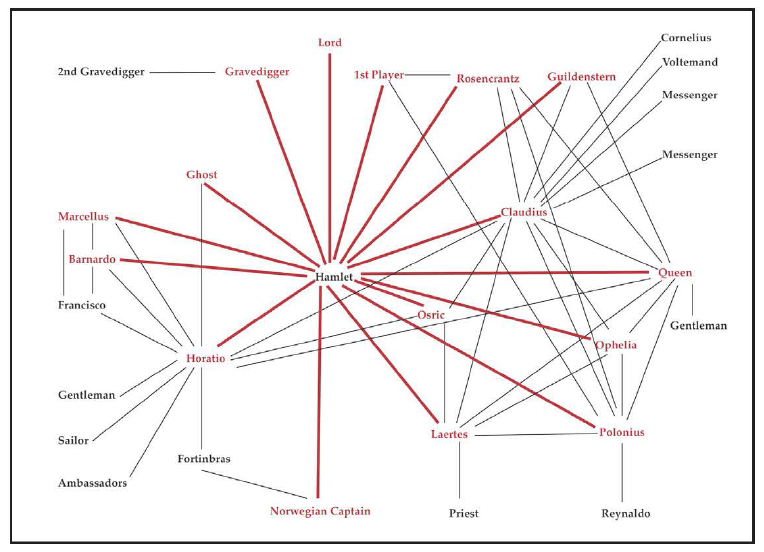 Lord
Cornelius
2nd Gravedigger
Gravedigger
1st Player
Rosencrantz
Guildenstern
Voltemand
Messenger
Messenger
Ghost
Marcellus
Claudius
Barnardo
Hamlet
Queen
Francisco
Osric
Gentleman
Ophelia
Horatio
Gentleman
Laertes
Polonius
Sailor
Fortinbras
Ambassadors
Norwegian Captain
Priest
Reynaldo